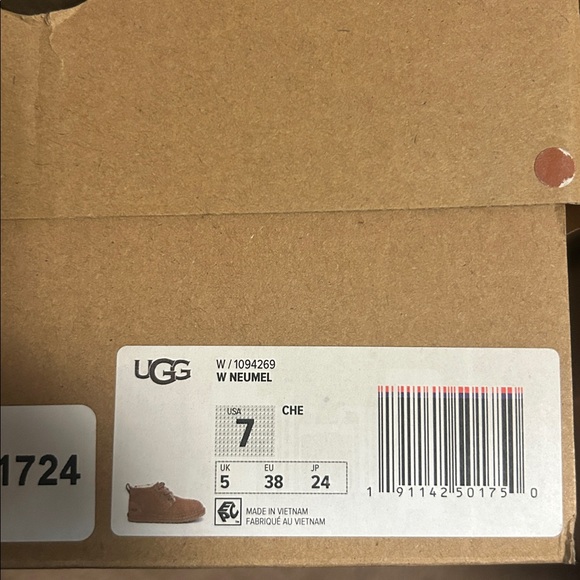 UGG
W / 1094269
W NEUMEL
USA
7
CHE
UK EU JP
5 38 24
MADE IN VIETNAM
FABRIQUÉ AU VIETNAM
1 91142 50175 0
1724